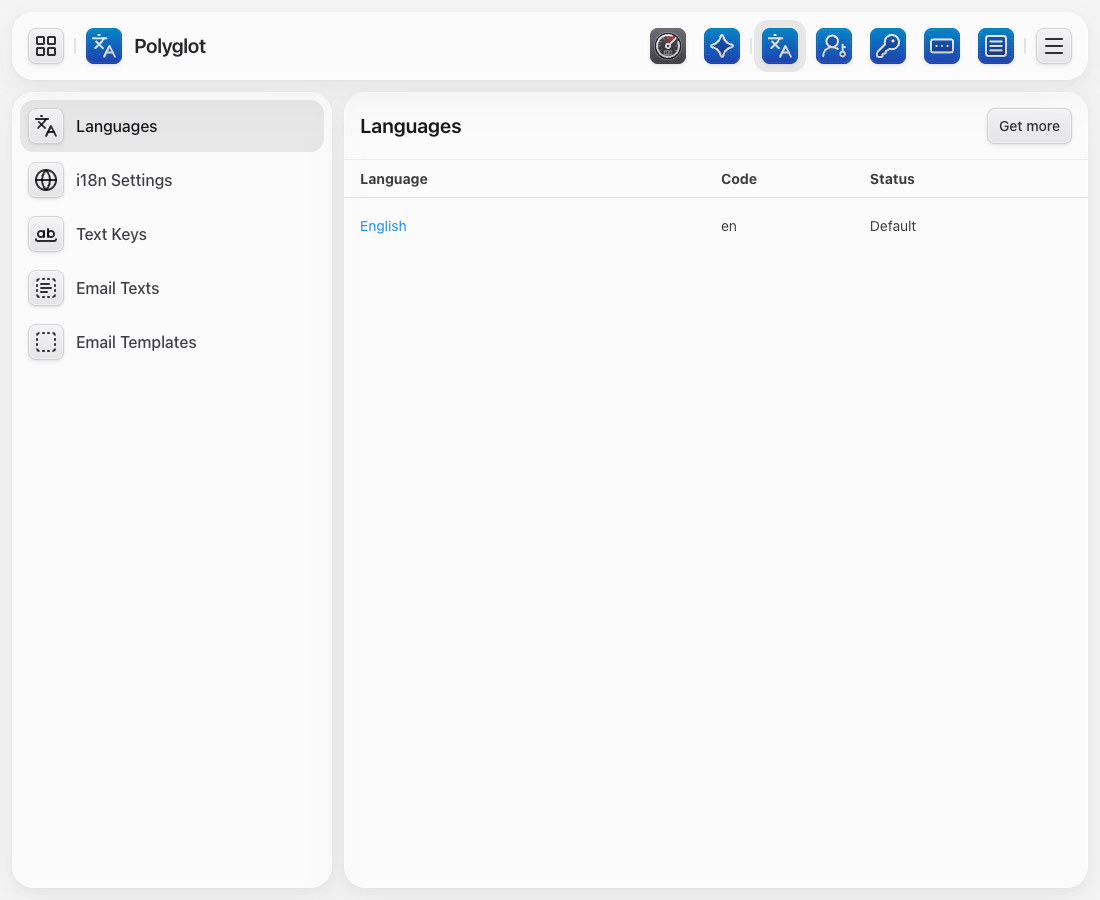 Polyglot
Languages
i18n Settings
Text Keys
Email Texts
Email Templates
Languages
Get more
Language Code Status
English en Default